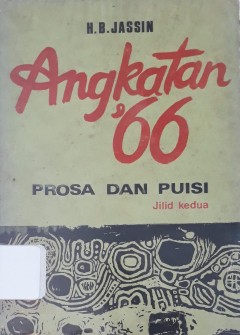 H.B. JASSIN
Angkatan
'66
PROSA DAN PUISI
Jilid kedua